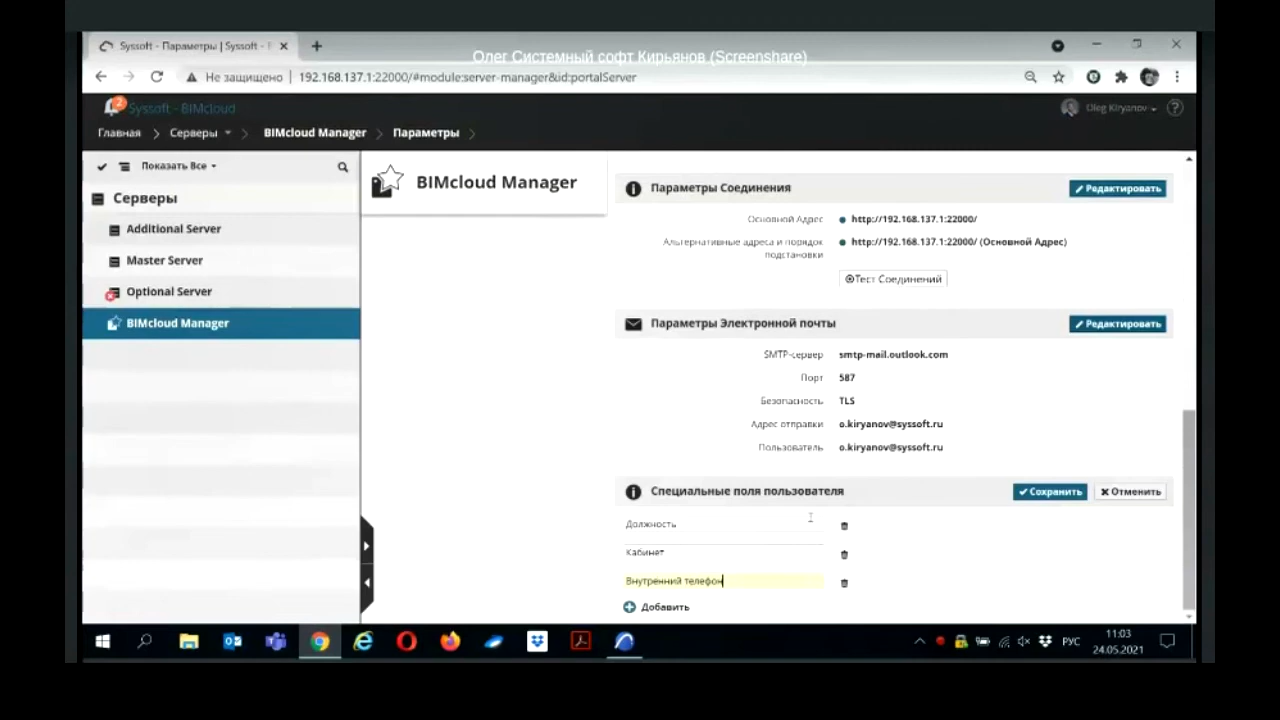 Syssoft - Параметры | Syssoft - B
Олег Системный софт Кирьянов (Screenshare)
Не защищено | 192.168.137.1:22000/#module:server-manager&id:portalServer
2
Syssoft - BIMcloud
Oleg Kiryanov
Главная
Серверы
BIMcloud Manager
Параметры
Показать Все
Серверы
Additional Server
Master Server
Optional Server
BIMcloud Manager
BIMcloud Manager
Параметры Соединения
Редактировать
Основной Адрес
http://192.168.137.1:22000/
Альтернативные адреса и порядок
подстановки
http://192.168.137.1:22000/ (Основной Адрес)
Тест Соединений
Параметры Электронной почты
Редактировать
SMTP-сервер
smtp-mail.outlook.com
Порт
587
Безопасность
TLS
Адрес отправки
o.kiryanov@syssoft.ru
Пользователь
o.kiryanov@syssoft.ru
Специальные поля пользователя
Сохранить
Отменить
Должность
Кабинет
Внутренний телефон
Добавить
РУС
11:03
24.05.2021